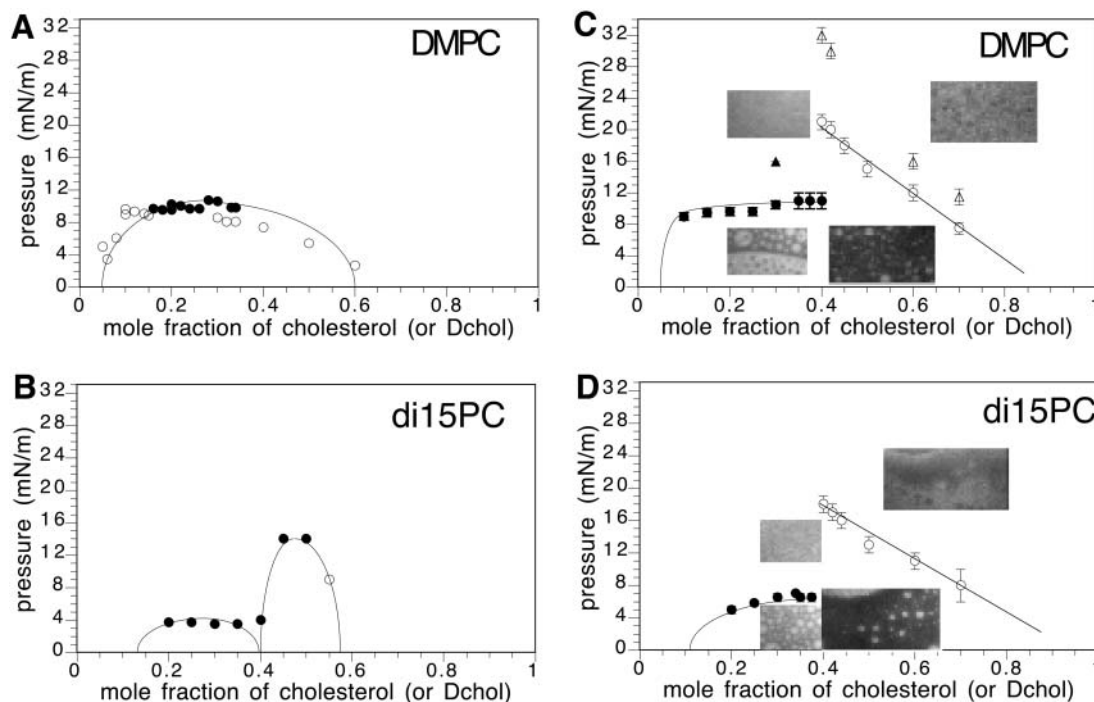 A
DMPC
pressure (mN/m)
32
28
24
20
16
12
8
4
0
0 0.2 0.4 0.6 0.8 1
mole fraction of cholesterol (or Dchol)
C
DMPC
pressure (mN/m)
32
28
24
20
16
12
8
4
0
0 0.2 0.4 0.6 0.8 1
mole fraction of cholesterol (or Dchol)
B
di15PC
pressure (mN/m)
32
28
24
20
16
12
8
4
0
0 0.2 0.4 0.6 0.8 1
mole fraction of cholesterol (or Dchol)
D
di15PC
pressure (mN/m)
32
28
24
20
16
12
8
4
0
0 0.2 0.4 0.6 0.8 1
mole fraction of cholesterol (or Dchol)